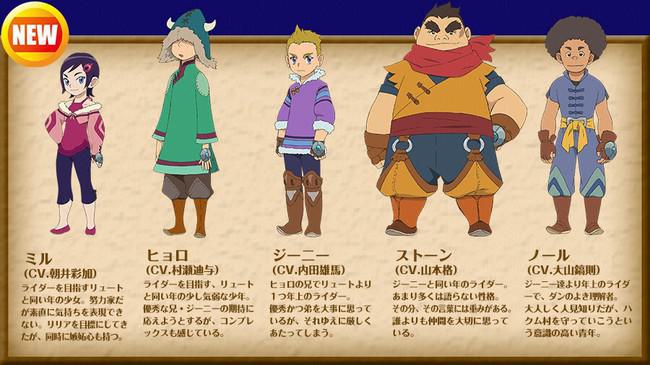 NEW
ミル
(CV.朝井彩加)
ライダーを目指すリュート
と同い年の少女。努力家だ
が素直に気持ちを表現でき
ない。リリアを目標にしてき
たが、同時に嫉妬心も持つ。
ヒョロ
(CV.村瀬迪与)
ライダーを目指す、リュート
と同い年の少し気弱な少年。
優秀な兄・ジーニーの期待に
応えようとするが、コンプレ
ックスも感じている。
ジーニー
(CV.内田雄馬)
ヒョロの兄でリュートより
1つ年上のライダー。
優秀かつ弟を大事に思って
いるが、それゆえに厳しく
あたってしまう。
ストーン
(CV.山本格)
ジーニーと同い年のライダー。
あまり多くは語らない性格。
その分、その言葉には重みがある。
誰よりも仲間を大切に思って
いる。
ノール
(CV.大山鎬則)
ジーニー達より年上のライダ
ーで、ダンのよき理解者。
大人しく人見知りだが、ハ
クム村を守っていこうとい
う意識の高い青年。